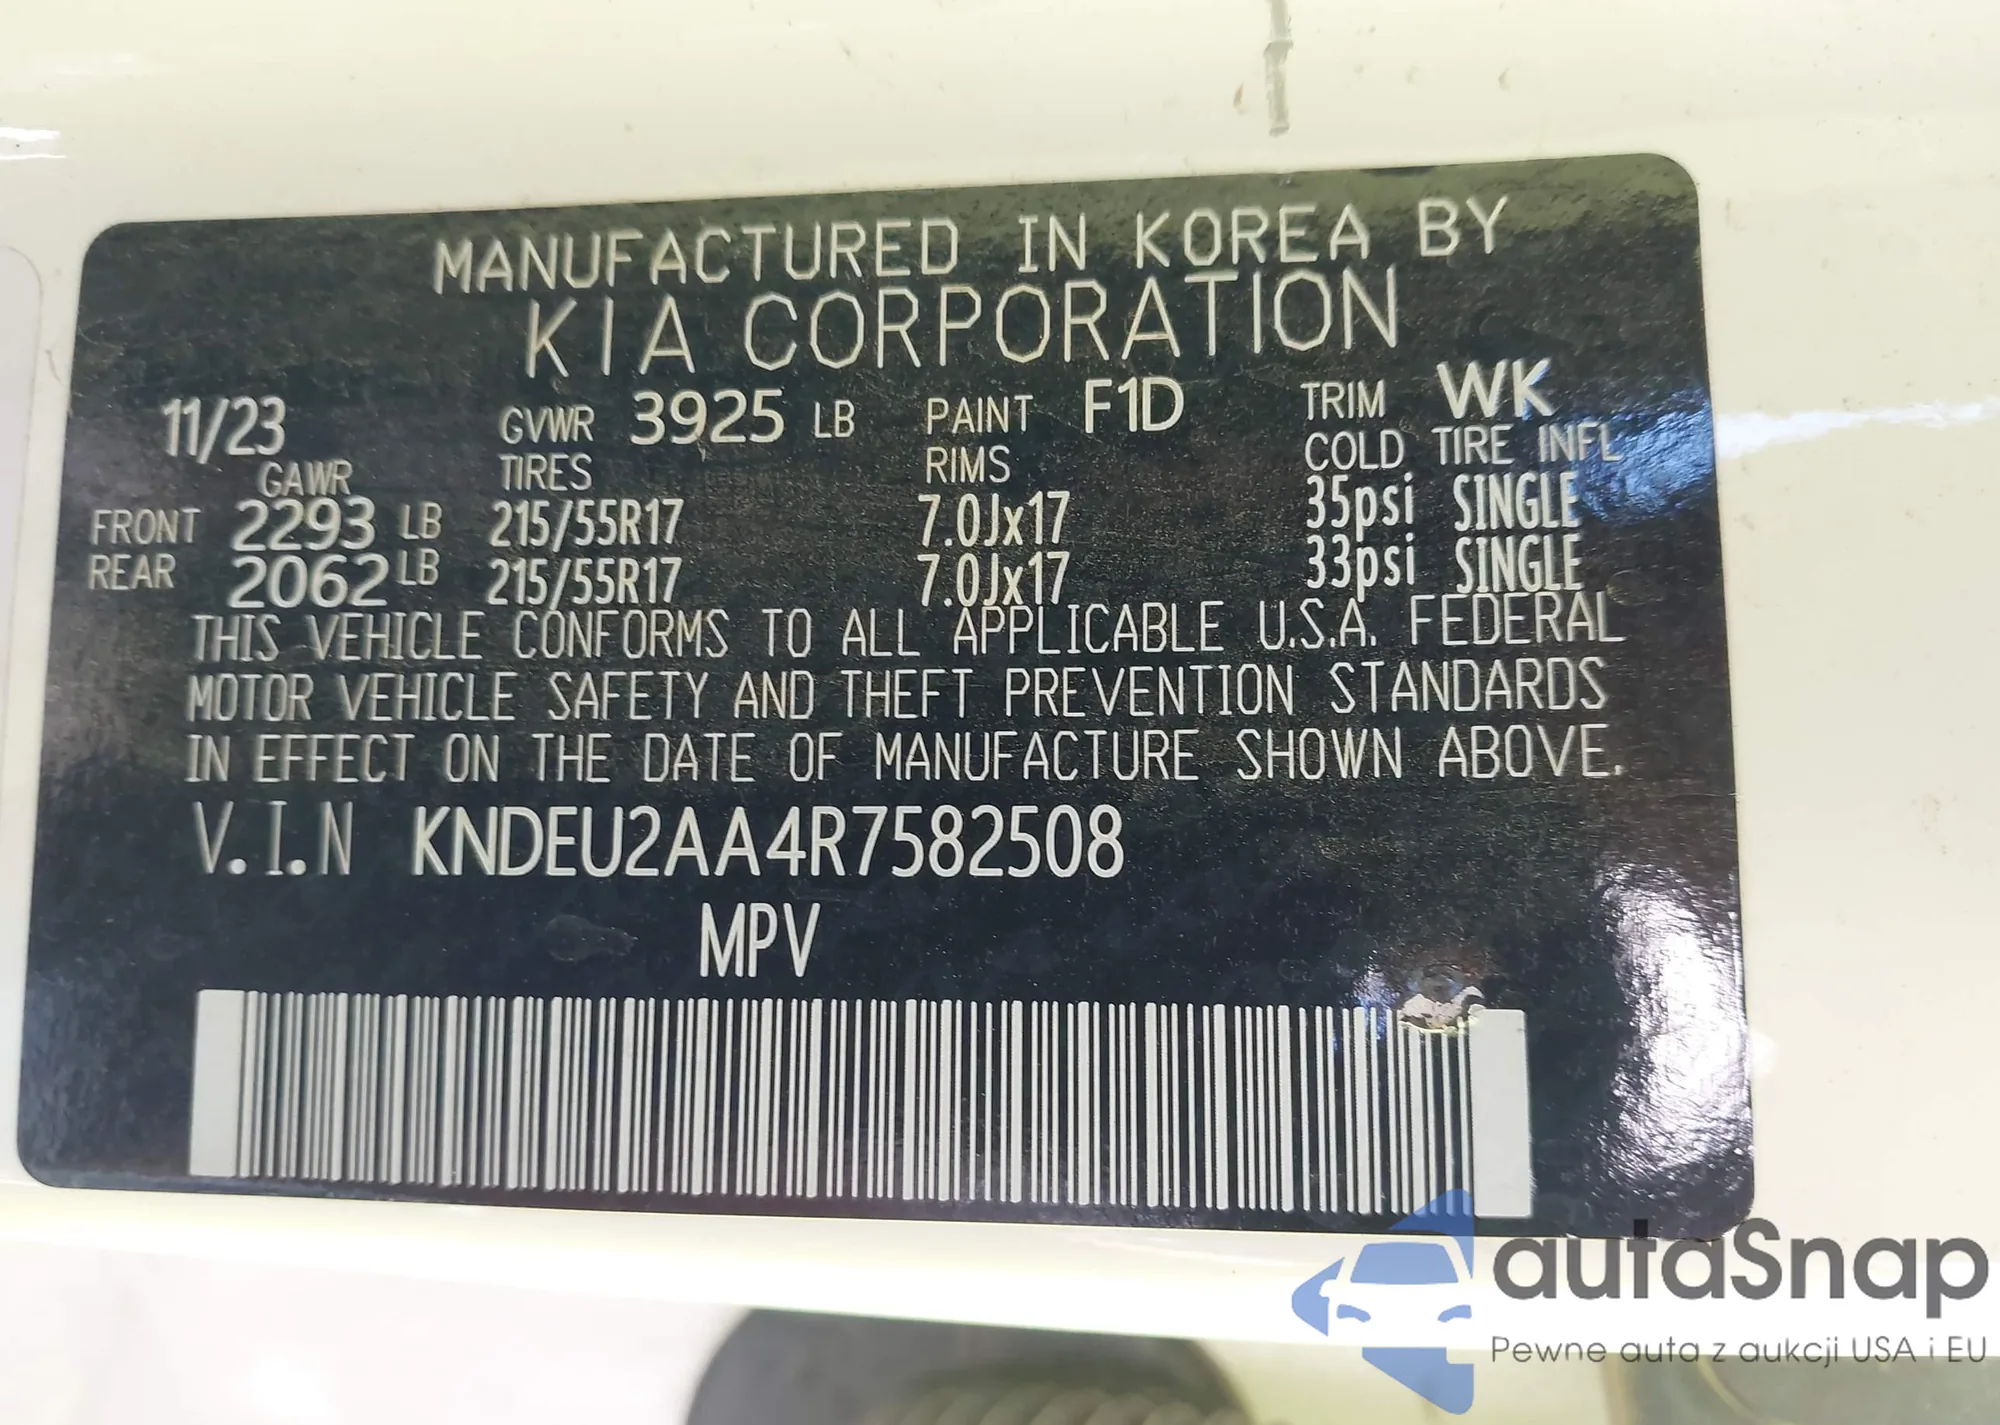 MANUFACTURED IN KOREA BY
KIA CORPORATION
11/23 GVWR 3925 LB PAINT F1D TRIM WK
GAWR TIRES RIMS COLD TIRE INFL
FRONT 2293 LB 215/55R17 7.0Jx17 35psi SINGLE
REAR 2062 LB 215/55R17 7.0Jx17 33psi SINGLE
THIS VEHICLE CONFORMS TO ALL APPLICABLE U.S.A. FEDERAL
MOTOR VEHICLE SAFETY AND THEFT PREVENTION STANDARDS
IN EFFECT ON THE DATE OF MANUFACTURE SHOWN ABOVE.
V.I.N KNDEU2AA4R7582508
MPV
autaSnap
Pewne auta z aukcji USA i EU